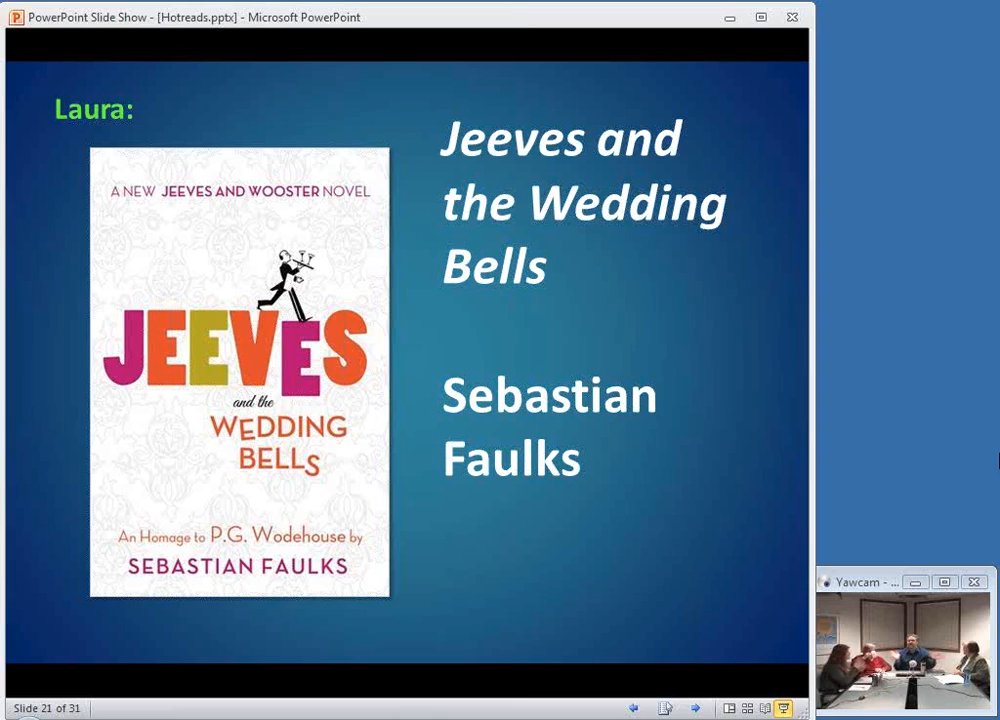 PowerPoint Slide Show - [Hotreads.pptx] - Microsoft PowerPoint
Laura:
A NEW JEEVES AND WOOSTER NOVEL
JEEVES
and the
WEDDING
BELLS
An Homage to P.G. Wodehouse by
SEBASTIAN FAULKS
Jeeves and
the Wedding
Bells
Sebastian
Faulks
Yawcam - ...
Slide 21 of 31